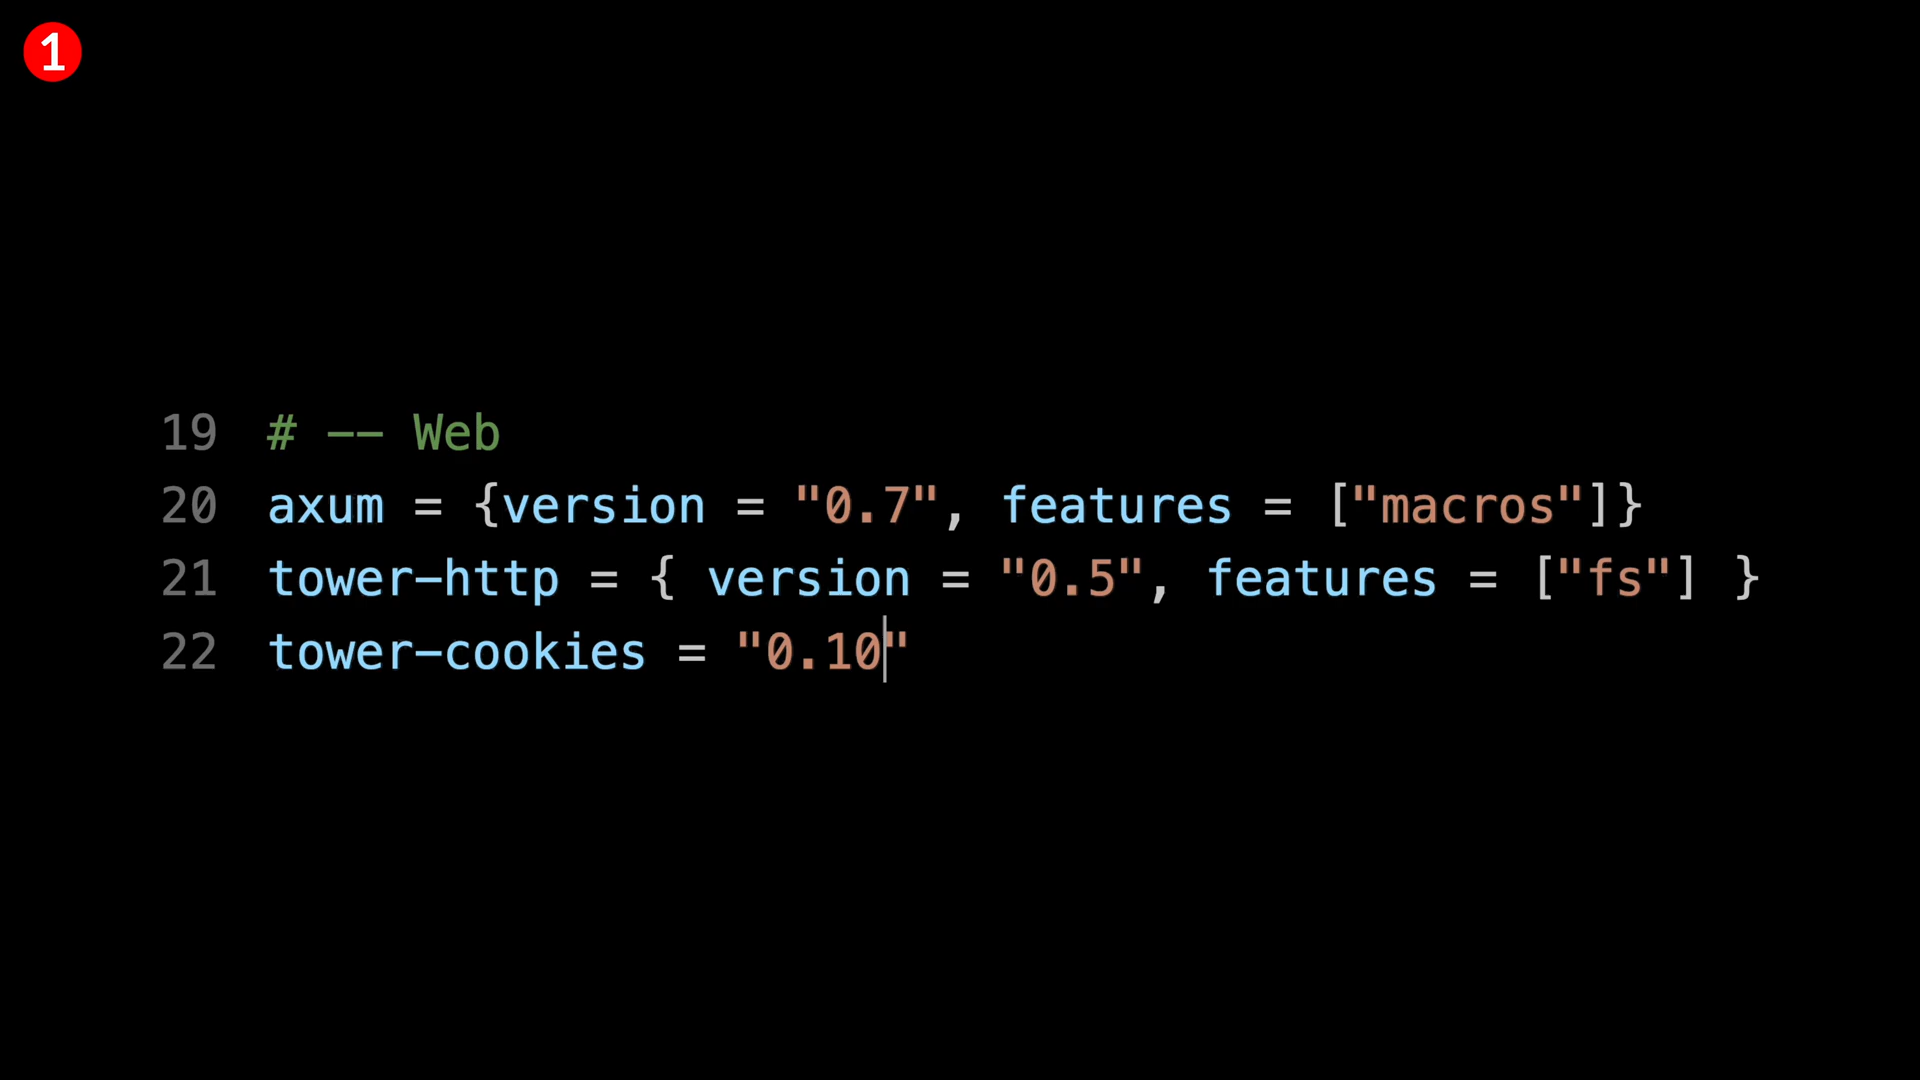 1
19 # -- Web
20 axum = {version = "0.7", features = ["macros"]}
21 tower-http = { version = "0.5", features = ["fs"] }
22 tower-cookies = "0.10"